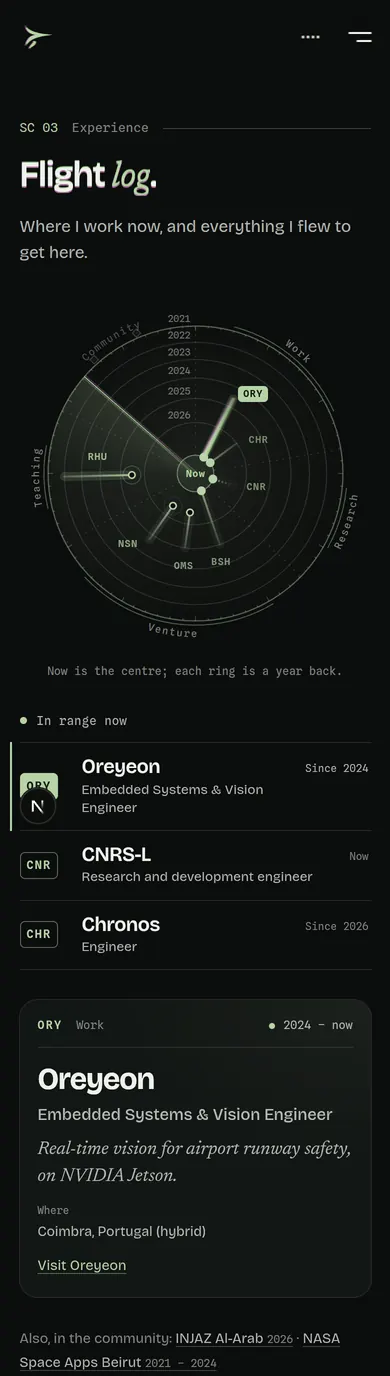 SC 03 Experience
Flight log.
Where I work now, and everything I flew to
get here.
2021
2022
2023
2024
2025
2026
Community
Work
Teaching
Research
Venture
ORY
CHR
RHU
Now
CNR
NSN
OMS
BSH
Now is the centre; each ring is a year back.
In range now
ORY
N
Oreyeon
Since 2024
Embedded Systems & Vision
Engineer
CNR
CNRS-L
Now
Research and development engineer
CHR
Chronos
Since 2026
Engineer
ORY Work
2024 – now
Oreyeon
Embedded Systems & Vision Engineer
Real-time vision for airport runway safety,
on NVIDIA Jetson.
Where
Coimbra, Portugal (hybrid)
Visit Oreyeon
Also, in the community: INJAZ Al-Arab 2026 · NASA
Space Apps Beirut 2021 – 2024